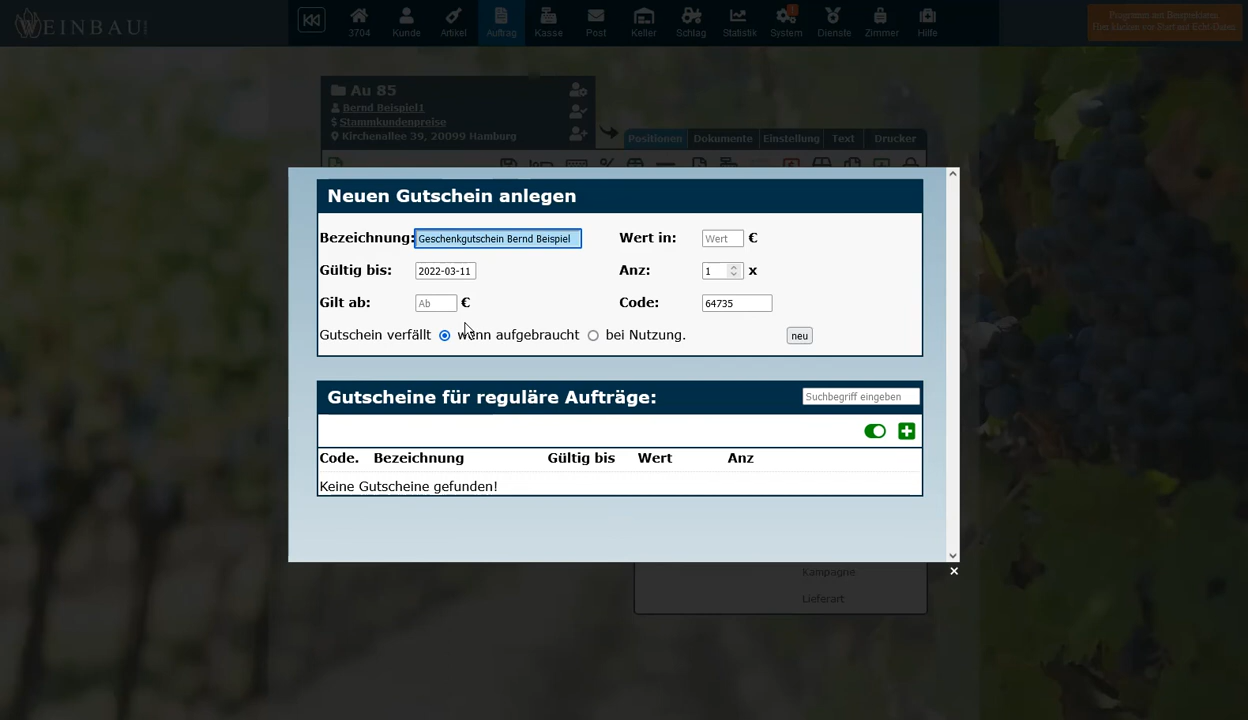 WEINBAU
3704
Kunde
Artikel
Auftrag
Kasse
Post
Keller
Schlag
Statistik
System
Dienste
Zimmer
Hilfe
Au 85
Bernd Beispiel1
Stammkundenpreise
Kirchenallee 39, 20099 Hamburg
Positionen
Dokumente
Einstellung
Text
Drucker
Neuen Gutschein anlegen
Bezeichnung: Geschenkgutschein Bernd Beispiel Wert in: Wert €
Gültig bis: 2022-03-11 Anz: 1 x
Gilt ab: Ab € Code: 64735
Gutschein verfällt wenn aufgebraucht bei Nutzung. neu
Gutscheine für reguläre Aufträge: Suchbegriff eingeben
Code. Bezeichnung Gültig bis Wert Anz
Keine Gutscheine gefunden!
Kampagne
Lieferart